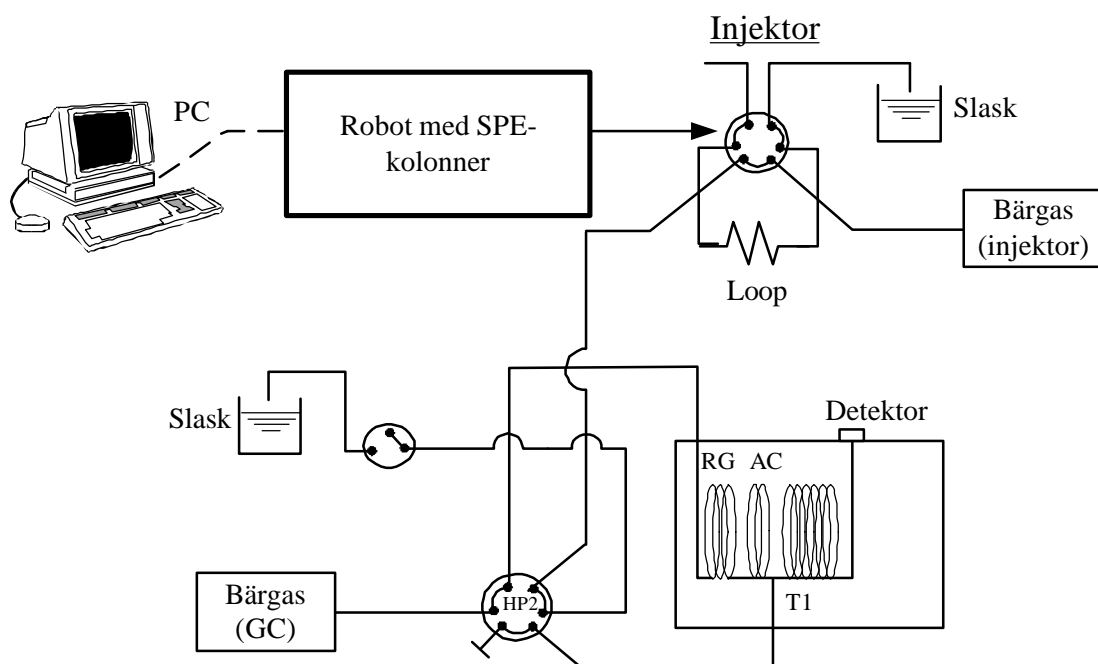 Injektor
PC
Robot med SPE-
kolonner
Slask
Bärgas
(injektor)
Loop
Slask
Detektor
RG AC
HP2
Bärgas
(GC)
T1